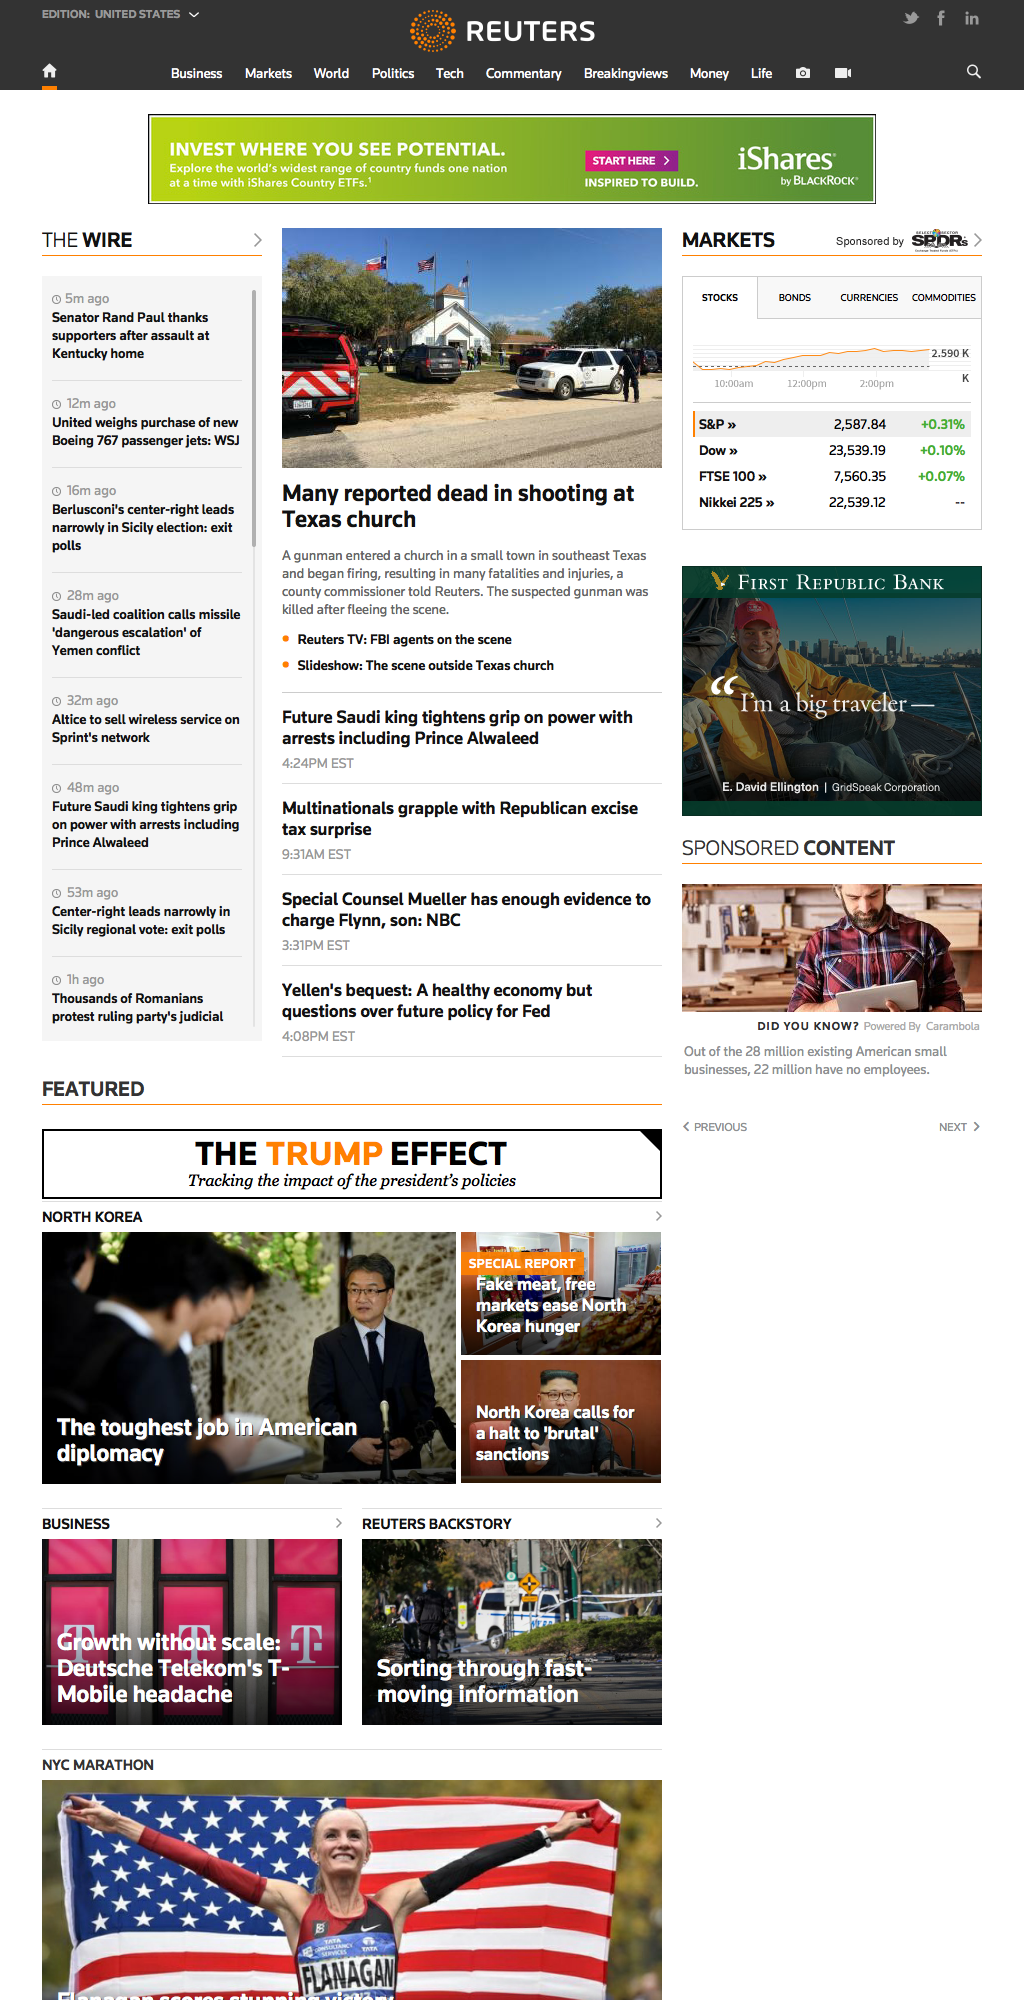 EDITION: UNITED STATES
REUTERS
Business Markets World Politics Tech Commentary Breakingviews Money Life
INVEST WHERE YOU SEE POTENTIAL.
Explore the world's widest range of country funds one nation
at a time with iShares Country ETFs.¹
START HERE >
INSPIRED TO BUILD.
iShares®
by BLACKROCK®
THE WIRE
5m ago
Senator Rand Paul thanks
supporters after assault at
Kentucky home
12m ago
United weighs purchase of new
Boeing 767 passenger jets: WSJ
16m ago
Berlusconi's center-right leads
narrowly in Sicily election: exit
polls
28m ago
Saudi-led coalition calls missile
'dangerous escalation' of
Yemen conflict
32m ago
Altice to sell wireless service on
Sprint's network
48m ago
Future Saudi king tightens grip
on power with arrests including
Prince Alwaleed
53m ago
Center-right leads narrowly in
Sicily regional vote: exit polls
1h ago
Thousands of Romanians
protest ruling party's judicial
Many reported dead in shooting at
Texas church
A gunman entered a church in a small town in southeast Texas
and began firing, resulting in many fatalities and injuries, a
county commissioner told Reuters. The suspected gunman was
killed after fleeing the scene.
Reuters TV: FBI agents on the scene
Slideshow: The scene outside Texas church
Future Saudi king tightens grip on power with
arrests including Prince Alwaleed
4:24PM EST
Multinationals grapple with Republican excise
tax surprise
9:31AM EST
Special Counsel Mueller has enough evidence to
charge Flynn, son: NBC
3:31PM EST
Yellen's bequest: A healthy economy but
questions over future policy for Fed
4:08PM EST
MARKETS
Sponsored by
SELECT SECTOR
SPDRs
STOCKS BONDS CURRENCIES COMMODITIES
2.590 K
K
10:00am 12:00pm 2:00pm
S&P » 2,587.84 +0.31%
Dow » 23,539.19 +0.10%
FTSE 100 » 7,560.35 +0.07%
Nikkei 225 » 22,539.12 --
FIRST REPUBLIC BANK
“I'm a big traveler —
E. David Ellington | GridSpeak Corporation
SPONSORED CONTENT
DID YOU KNOW? Powered By Carambola
Out of the 28 million existing American small
businesses, 22 million have no employees.
PREVIOUS NEXT
FEATURED
THE TRUMP EFFECT
Tracking the impact of the president's policies
NORTH KOREA
The toughest job in American
diplomacy
SPECIAL REPORT
Fake meat, free
markets ease North
Korea hunger
North Korea calls for
a halt to 'brutal'
sanctions
BUSINESS
Growth without scale:
Deutsche Telekom's T-
Mobile headache
REUTERS BACKSTORY
Sorting through fast-
moving information
NYC MARATHON
TATA
CONSULTANCY
SERVICES
TATA
FLANAGAN
Flanagan scores stunning victory